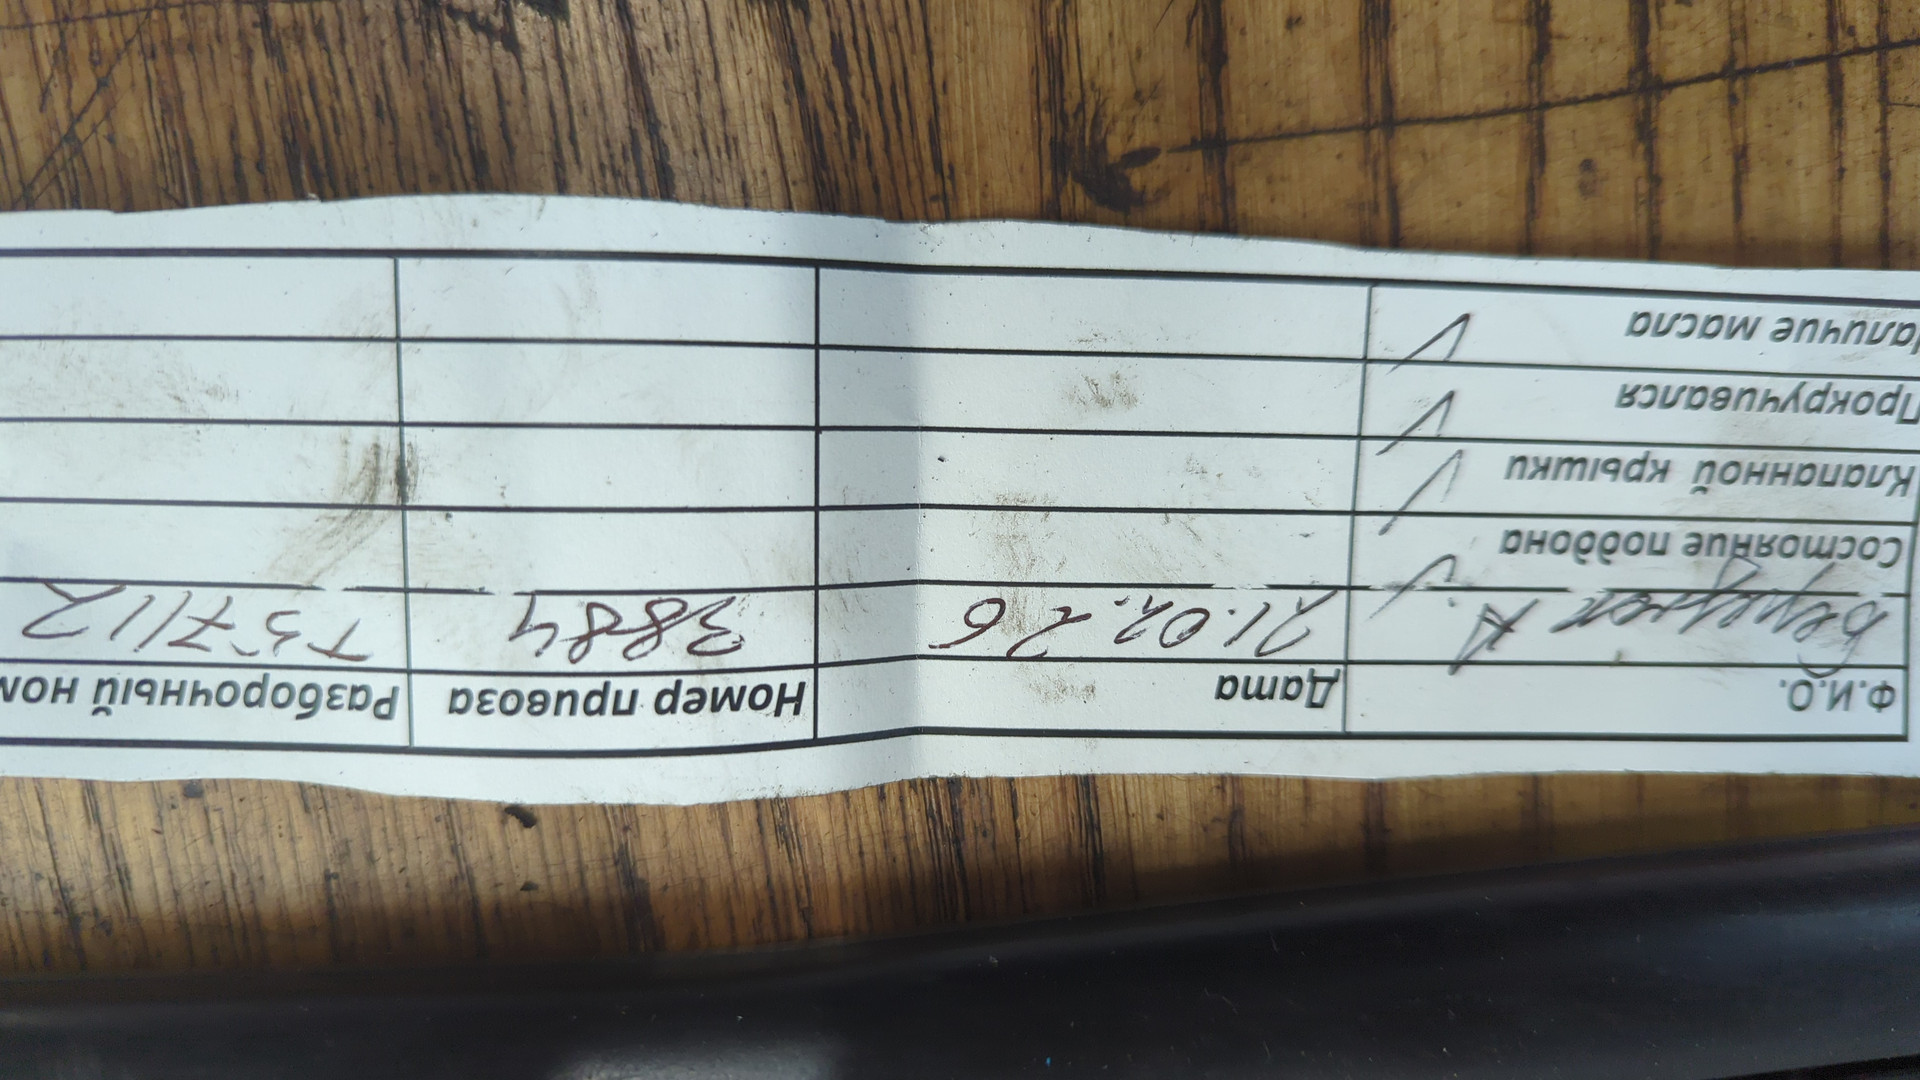 Ф.И.О. Дата Номер привоза Разборочный ном
А. 21.02.26 3884 Т57112
Состояние поддона ✓
Клапанной крышки ✓
Прокручивался ✓
аличие масла ✓